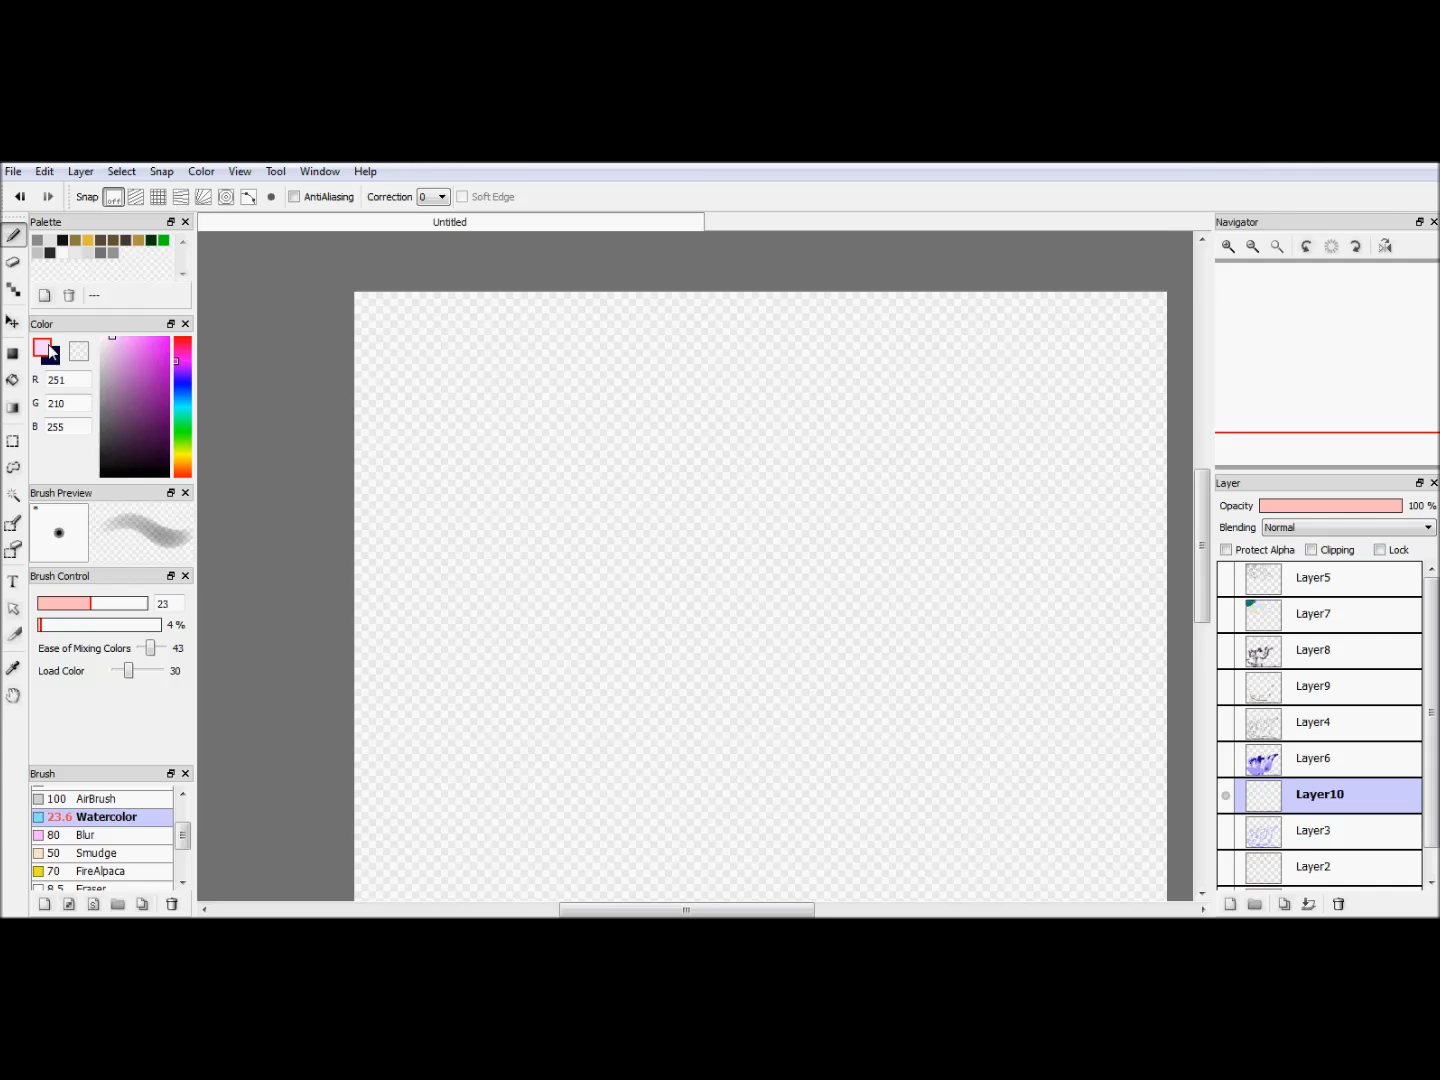 File Edit Layer Select Snap Color View Tool Window Help
Snap off AntiAliasing Correction 0 Soft Edge
Palette
Untitled
Navigator
---
Color
R 251
G 210
B 255
Brush Preview
*
Brush Control
23
4 %
Ease of Mixing Colors 43
Load Color 30
Brush
100 AirBrush
23.6 Watercolor
80 Blur
50 Smudge
70 FireAlpaca
8.5 Eraser
T
Layer
Opacity 100 %
Blending Normal
Protect Alpha Clipping Lock
Layer5
Layer7
Layer8
Layer9
Layer4
Layer6
Layer10
Layer3
Layer2